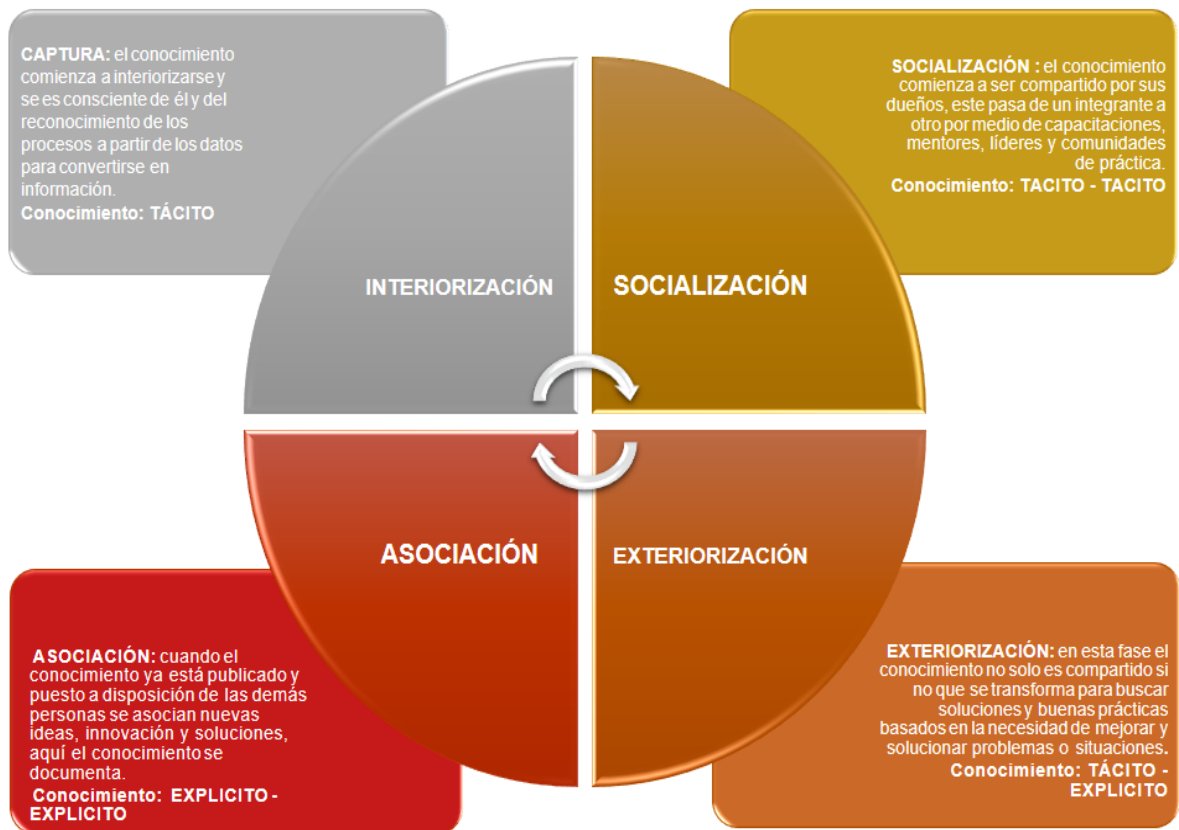 CAPTURA: el conocimiento
comienza a interiorizarse y
se es consciente de él y del
reconocimiento de los
procesos a partir de los datos
para convertirse en
información.
Conocimiento: TÁCITO
SOCIALIZACIÓN : el conocimiento
comienza a ser compartido por sus
dueños, este pasa de un integrante a
otro por medio de capacitaciones,
mentores, líderes y comunidades
de práctica.
Conocimiento: TACITO - TACITO
INTERIORIZACIÓN
SOCIALIZACIÓN
ASOCIACIÓN
EXTERIORIZACIÓN
ASOCIACIÓN: cuando el
conocimiento ya está publicado y
puesto a disposición de las demás
personas se asocian nuevas
ideas, innovación y soluciones,
aquí el conocimiento se
documenta.
Conocimiento: EXPLICITO -
EXPLICITO
EXTERIORIZACIÓN: en esta fase el
conocimiento no solo es compartido si
no que se transforma para buscar
soluciones y buenas prácticas
basados en la necesidad de mejorar y
solucionar problemas o situaciones.
Conocimiento: TÁCITO -
EXPLICITO